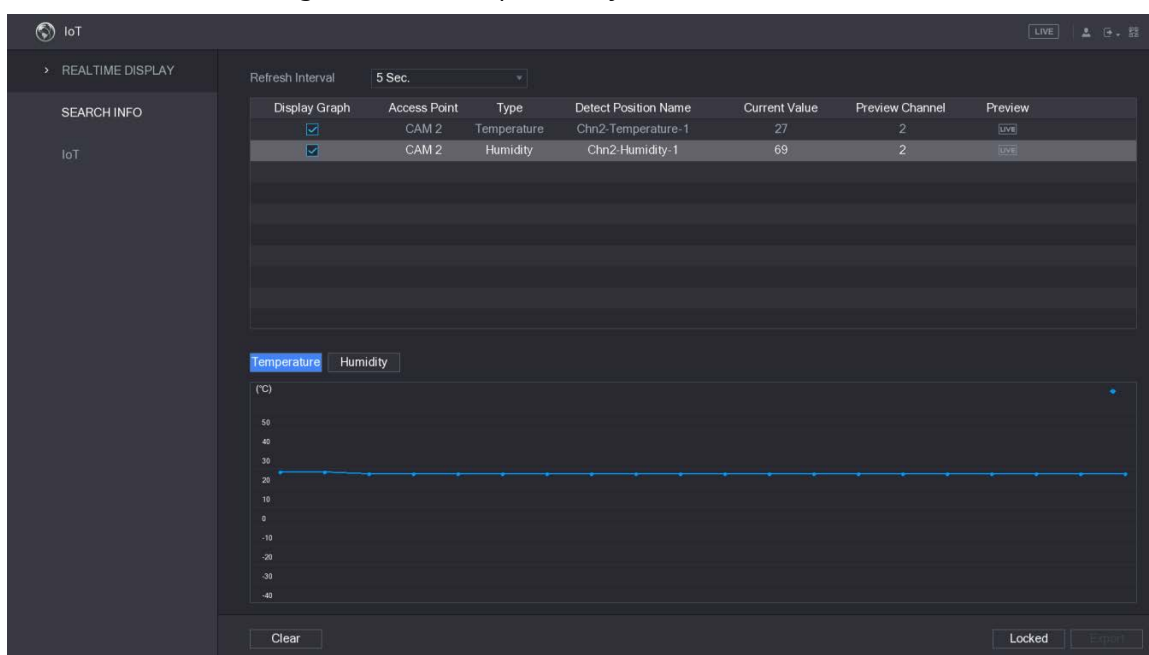 IoT LIVE
REALTIME DISPLAY
SEARCH INFO
IoT
Refresh Interval 5 Sec.
Display Graph Access Point Type Detect Position Name Current Value Preview Channel Preview
CAM 2 Temperature Chn2-Temperature-1 27 2 LIVE
CAM 2 Humidity Chn2-Humidity-1 69 2 LIVE
Temperature Humidity
(°C)
50
40
30
20
10
0
-10
-20
-30
-40
Clear Locked Export